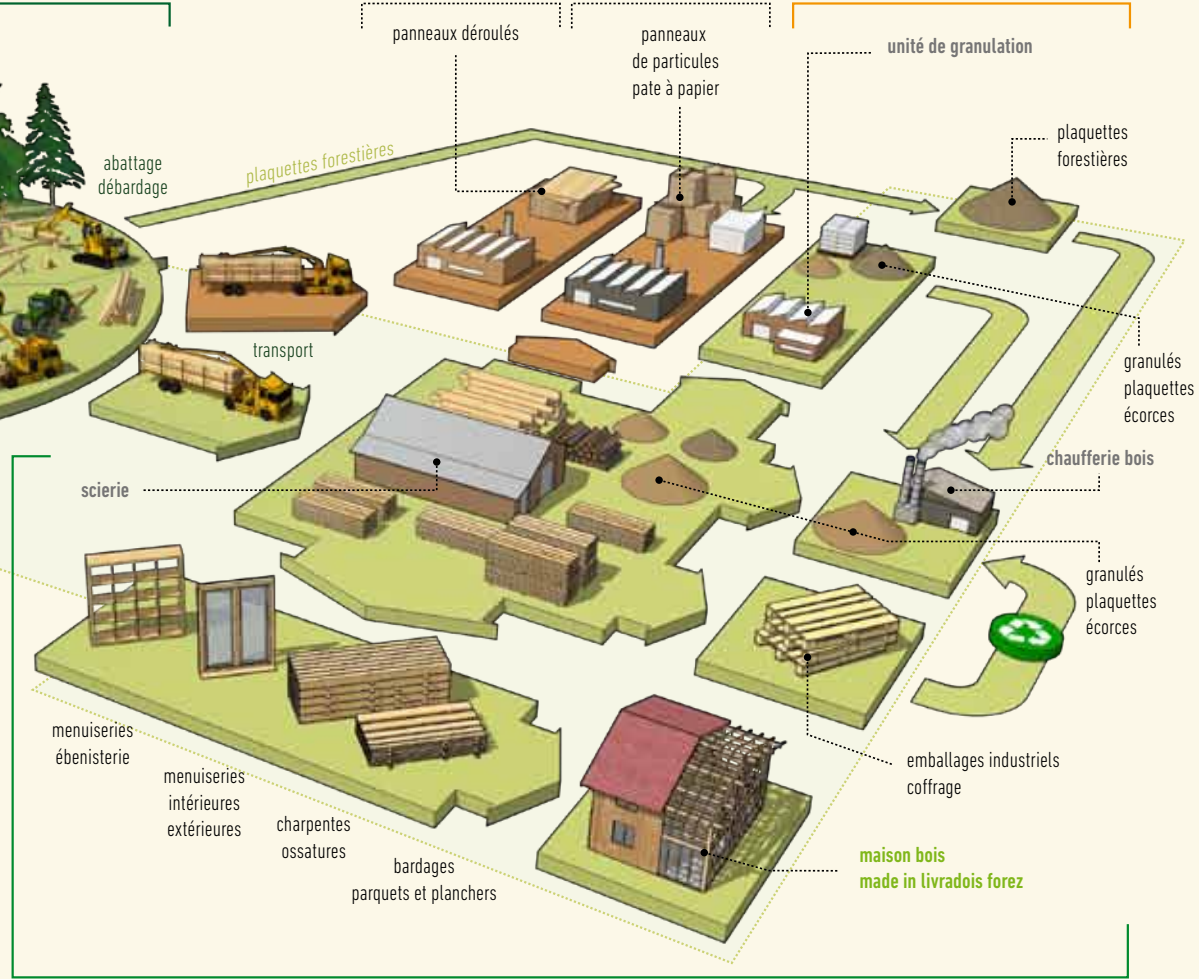 panneaux déroulés
panneaux
de particules
pate à papier
unité de granulation
plaquettes
forestières
abattage
débardage
plaquettes forestières
transport
granulés
plaquettes
écorces
chaufferie bois
scierie
granulés
plaquettes
écorces
menuiseries
ébenisterie
menuiseries
intérieures
extérieures
charpentes
ossatures
bardages
parquets et planchers
emballages industriels
coffrage
maison bois
made in livradois forez